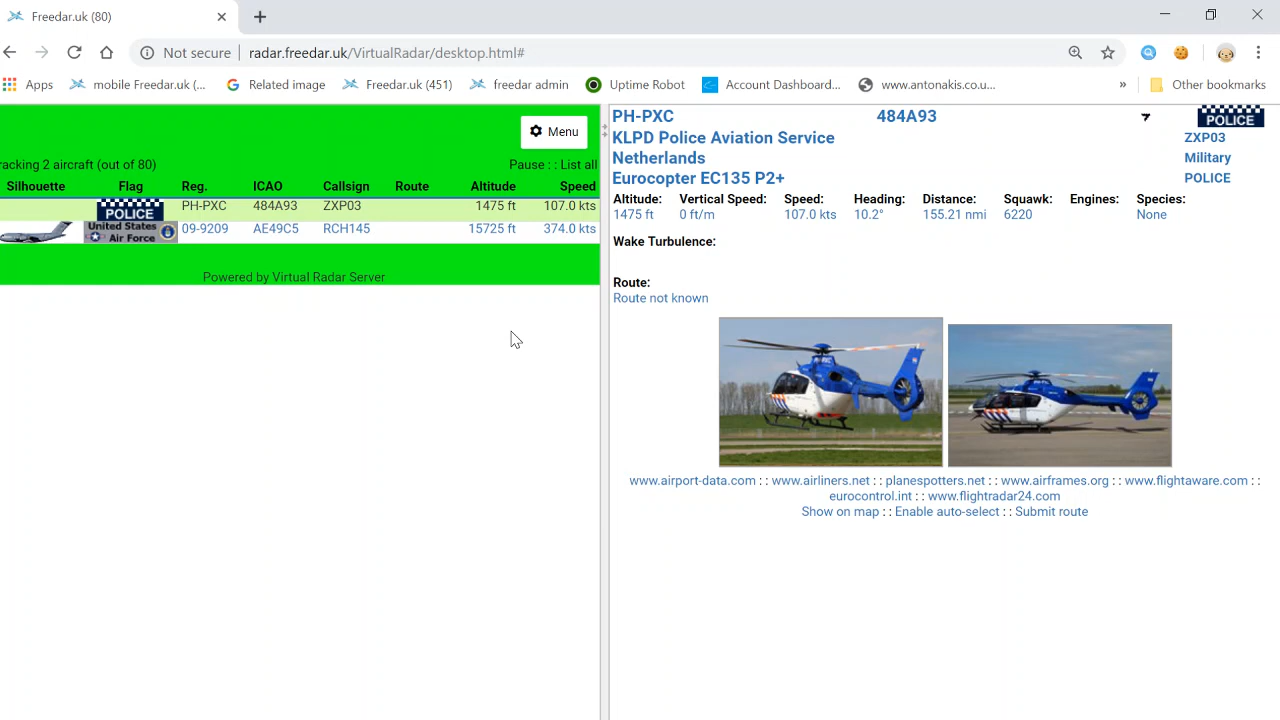 Freedar.uk (80)
Not secure radar.freedar.uk/VirtualRadar/desktop.html#
Apps mobile Freedar.uk (... Related image Freedar.uk (451) freedar admin Uptime Robot Account Dashboard... www.antonakis.co.u... » Other bookmarks
Menu
racking 2 aircraft (out of 80) Pause : : List all
Silhouette Flag Reg. ICAO Callsign Route Altitude Speed
POLICE PH-PXC 484A93 ZXP03 1475 ft 107.0 kts
United States Air Force 09-9209 AE49C5 RCH145 15725 ft 374.0 kts
Powered by Virtual Radar Server
PH-PXC 484A93 POLICE
KLPD Police Aviation Service ZXP03
Netherlands Military
Eurocopter EC135 P2+ POLICE
Altitude: Vertical Speed: Speed: Heading: Distance: Squawk: Engines: Species:
1475 ft 0 ft/m 107.0 kts 10.2° 155.21 nmi 6220 None
Wake Turbulence:
Route:
Route not known
www.airport-data.com : : www.airliners.net : : planespotters.net : : www.airframes.org : : www.flightaware.com : :
eurocontrol.int : : www.flightradar24.com
Show on map : : Enable auto-select : : Submit route